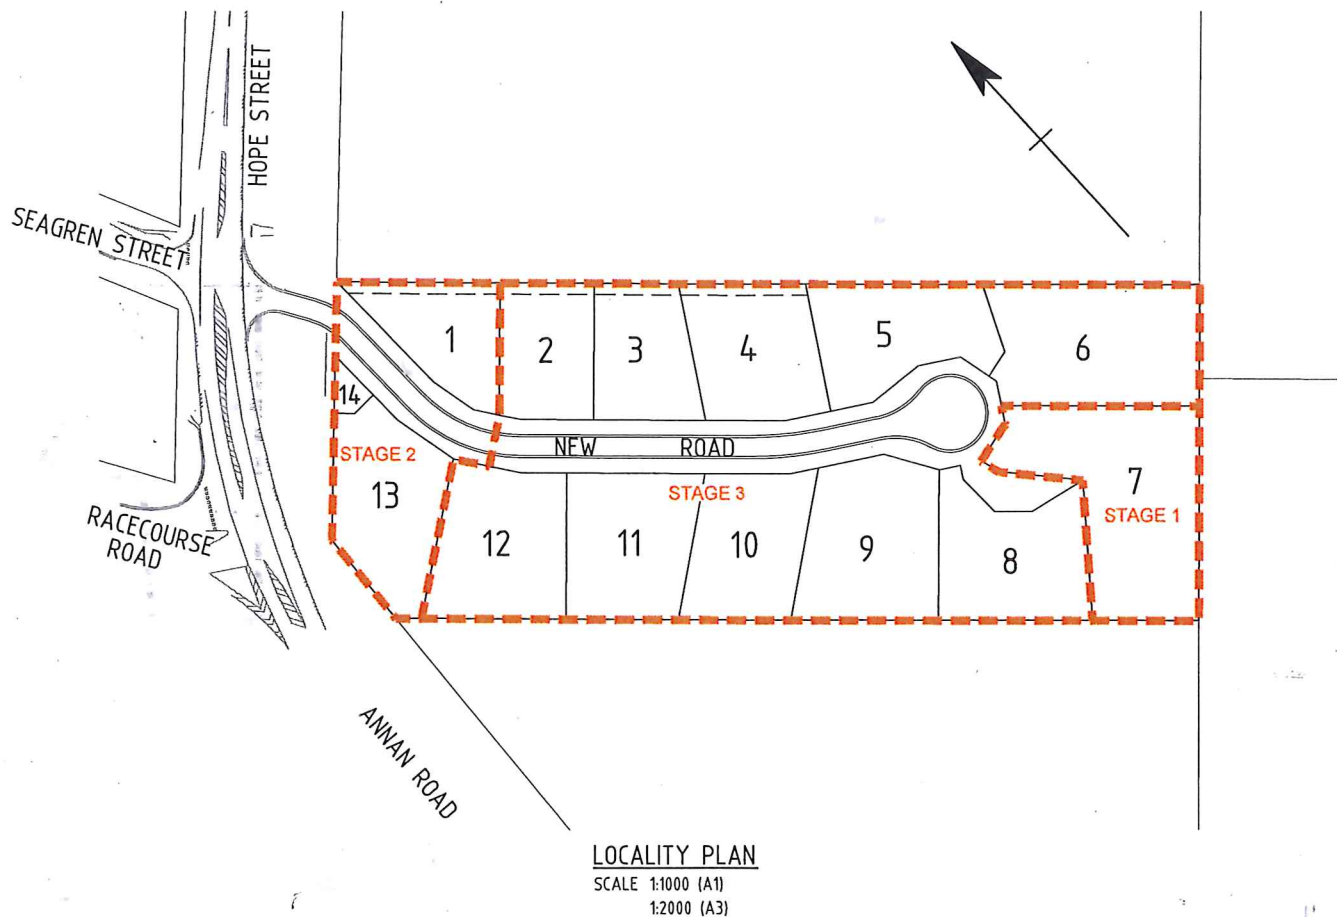 HOPE STREET
SEAGREN STREET
1
2
3
4
5
6
14
STAGE 2
13
NEW ROAD
STAGE 3
7
STAGE 1
12
11
10
9
8
RACECOURSE
ROAD
ANNAN ROAD
LOCALITY PLAN
SCALE 1:1000 (A1)
1:2000 (A3)